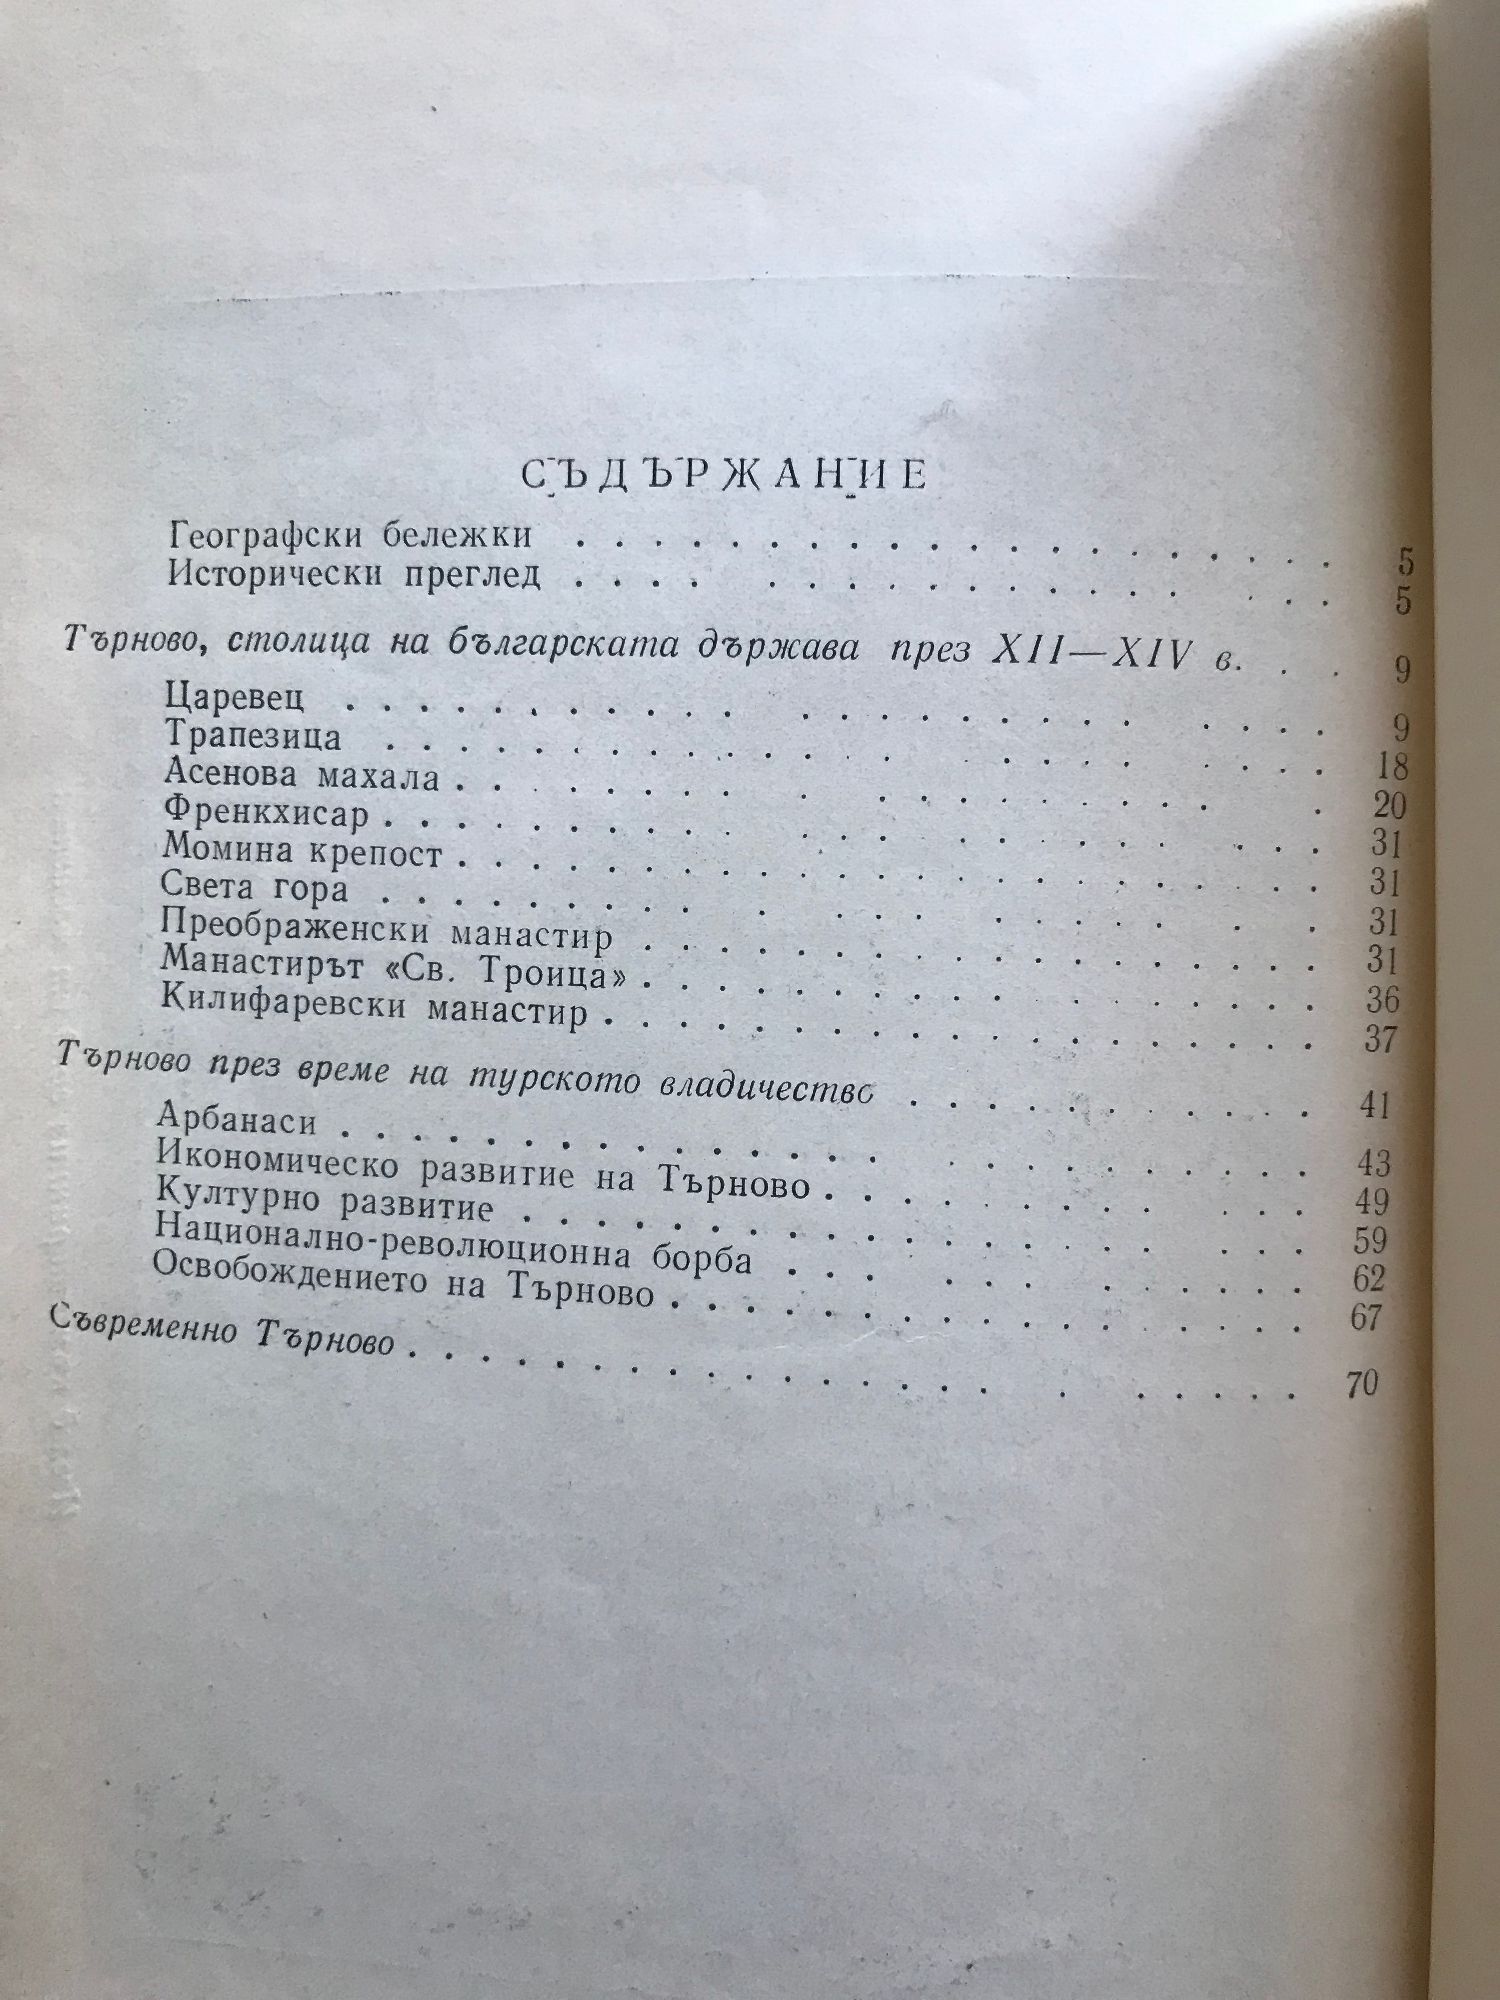 СЪДЪРЖАНИЕ
Географски бележки . . . . . . . . . . . . . . . . . . . . 5
Исторически преглед . . . . . . . . . . . . . . . . . . 5
Търново, столица на българската държава през XII—XIV в. . . 9
Царевец . . . . . . . . . . . . . . . . . . . . . . . . 9
Трапезица . . . . . . . . . . . . . . . . . . . . . . 18
Асенова махала . . . . . . . . . . . . . . . . . . . 20
Френкхисар . . . . . . . . . . . . . . . . . . . . . . 31
Момина крепост . . . . . . . . . . . . . . . . . . . . 31
Света гора . . . . . . . . . . . . . . . . . . . . . . 31
Преображенски манастир . . . . . . . . . . . . . . . . 31
Манастирът «Св. Троица» . . . . . . . . . . . . . . . . 36
Килифаревски манастир . . . . . . . . . . . . . . . . . 37
Търново през време на турското владичество . . . . . . . . . . . 41
Арбанаси . . . . . . . . . . . . . . . . . . . . . . . . 43
Икономическо развитие на Търново . . . . . . . . . . . 49
Културно развитие . . . . . . . . . . . . . . . . . . . 59
Национално-революционна борба . . . . . . . . . . . . 62
Освобождението на Търново . . . . . . . . . . . . . . . 67
Съвременно Търново . . . . . . . . . . . . . . . . . . . . . 70